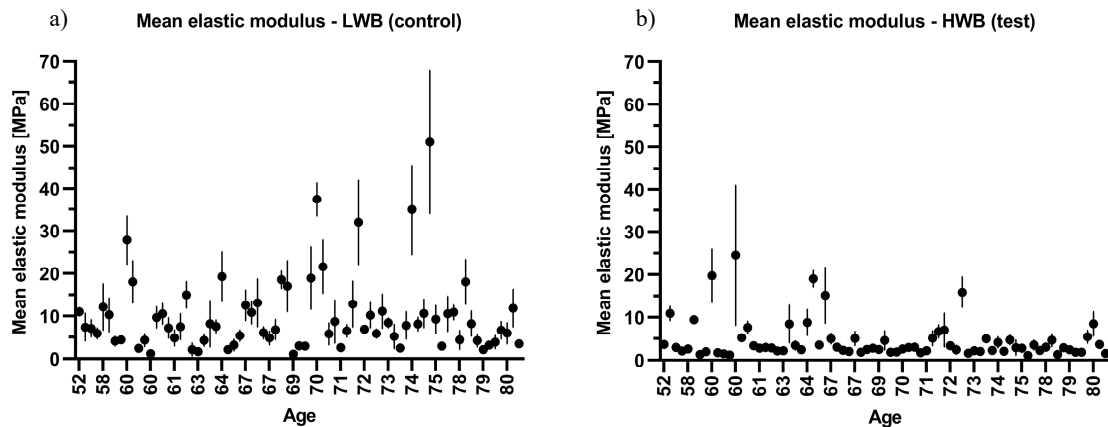 a)
Mean elastic modulus - LWB (control)
Mean elastic modulus [MPa]
70
60
50
40
30
20
10
0
52 58 60 60 61 63 64 67 67 69 70 71 72 74 75 78 79 80
Age
b)
Mean elastic modulus - HWB (test)
Mean elastic modulus [MPa]
70
60
50
40
30
20
10
0
52 58 60 60 61 63 64 67 67 69 70 71 72 74 75 78 79 80
Age